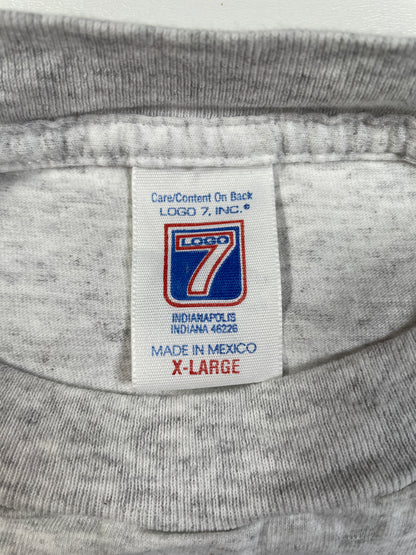 Care/Content On Back
LOGO 7, INC.©
LOGO
7
INDIANAPOLIS
INDIANA 46226
MADE IN MEXICO
X-LARGE